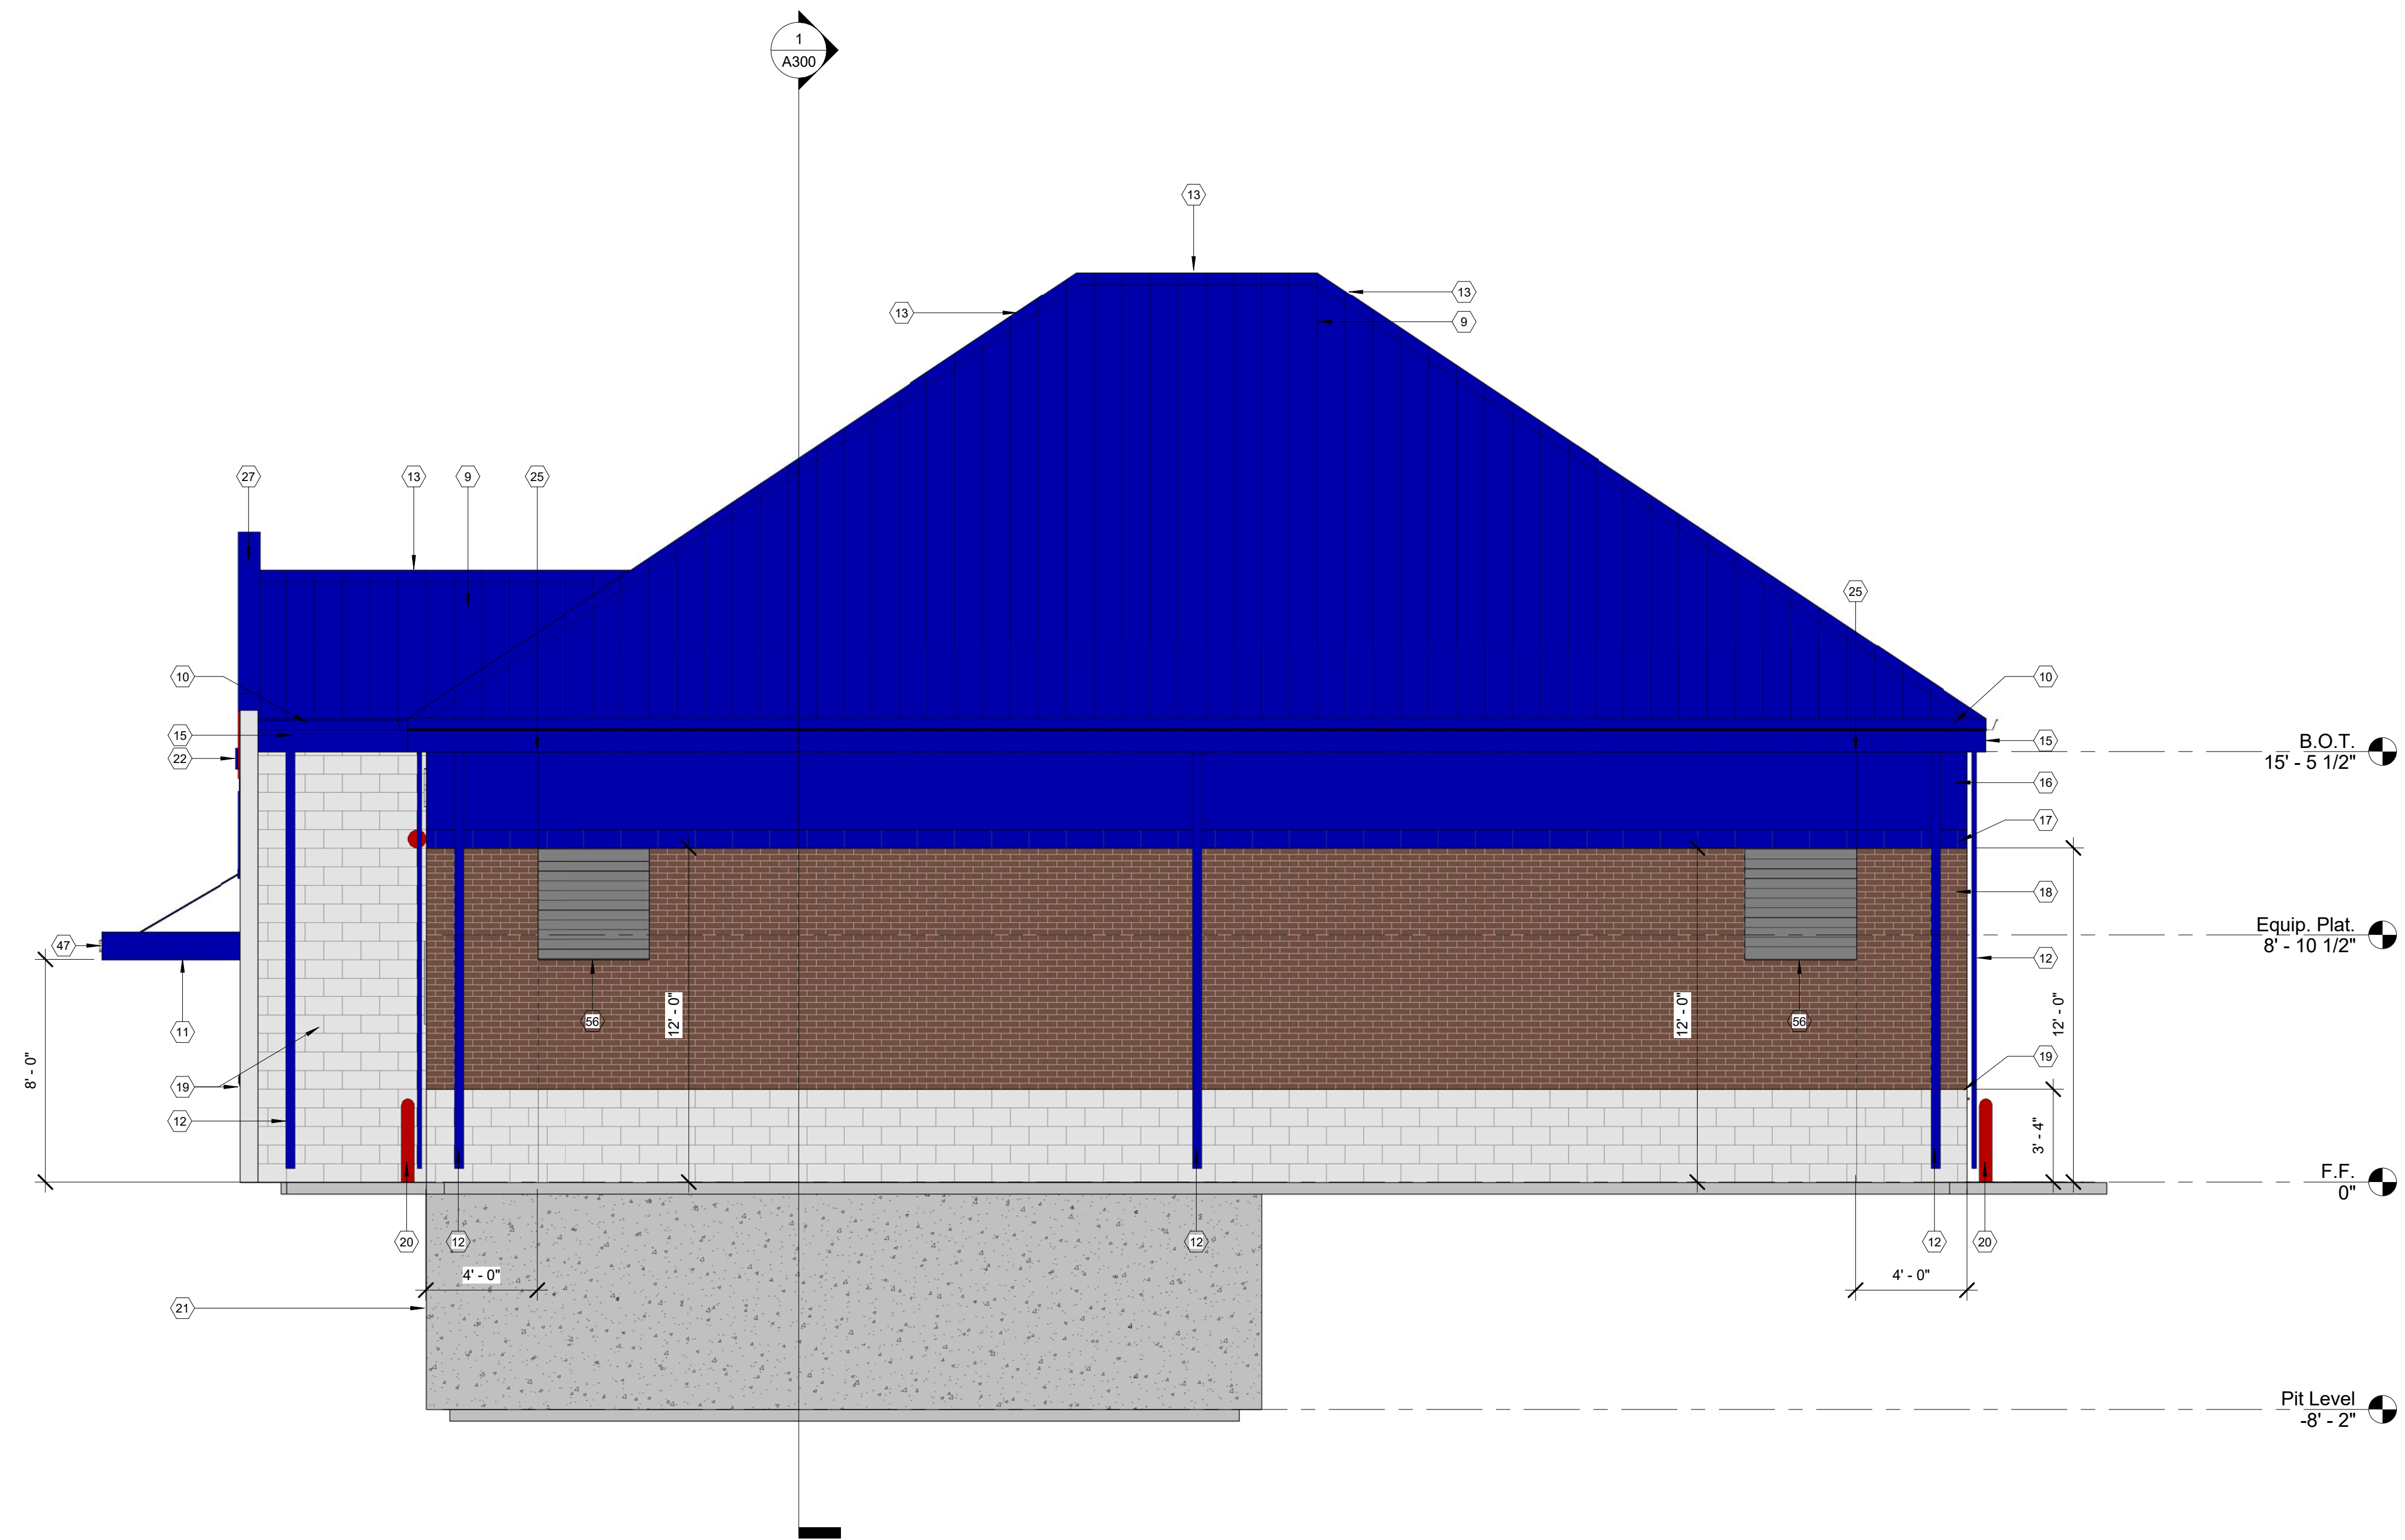 1
A300
13
13
13
9
27
13
9
25
25
10
10
15
15
22
B.O.T.
15' - 5 1/2"
16
17
18
47
Equip. Plat.
8' - 10 1/2"
12
11
56
12' - 0"
12' - 0"
56
12' - 0"
8' - 0"
19
19
12
3' - 4"
F.F.
0"
20
12
12
12
20
4' - 0"
4' - 0"
21
Pit Level
-8' - 2"